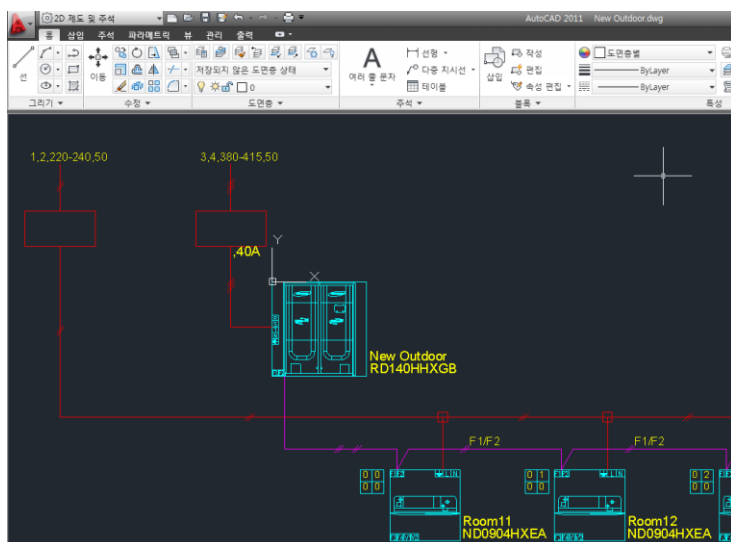 2D 제도 및 주석
AutoCAD 2011 New Outdoor.dwg
홈 삽입 주석 파라메트릭 뷰 관리 출력
선
이동
저장되지 않은 도면층 상태
0
A
여러 줄 문자
선형
다중 지시선
테이블
삽입
작성
편집
속성 편집
도면층별
ByLayer
ByLayer
그리기
수정
도면층
주석
블록
특성
1,2,220-240,50
3,4,380-415,50
,40A
Y
X
New Outdoor
RD140HHXGB
F1/F2
F1/F2
0 0
0 0
F1F2
L N
0 1
0 0
F1F2
L N
0 2
0 0
Room11
ND0904HXEA
Room12
ND0904HXEA